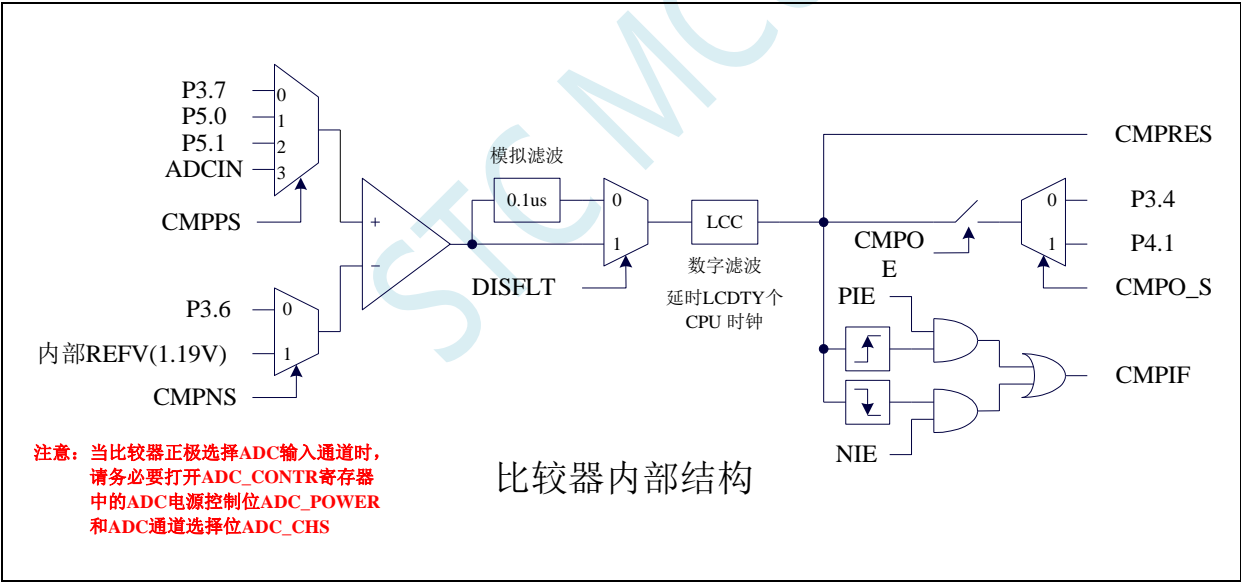 STC MC
P3.7
P5.0
P5.1
ADCIN
0
1
2
3
CMPPS
+
−
P3.6
内部REFV(1.19V)
0
1
CMPNS
模拟滤波
0.1us
0
1
DISFLT
LCC
数字滤波
延时LCDTY个
CPU 时钟
CMPRES
CMPO
E
0
1
P3.4
P4.1
CMPO_S
PIE
NIE
CMPIF
注意：当比较器正极选择ADC输入通道时，
请务必要打开ADC_CONTR寄存器
中的ADC电源控制位ADC_POWER
和ADC通道选择位ADC_CHS
比较器内部结构